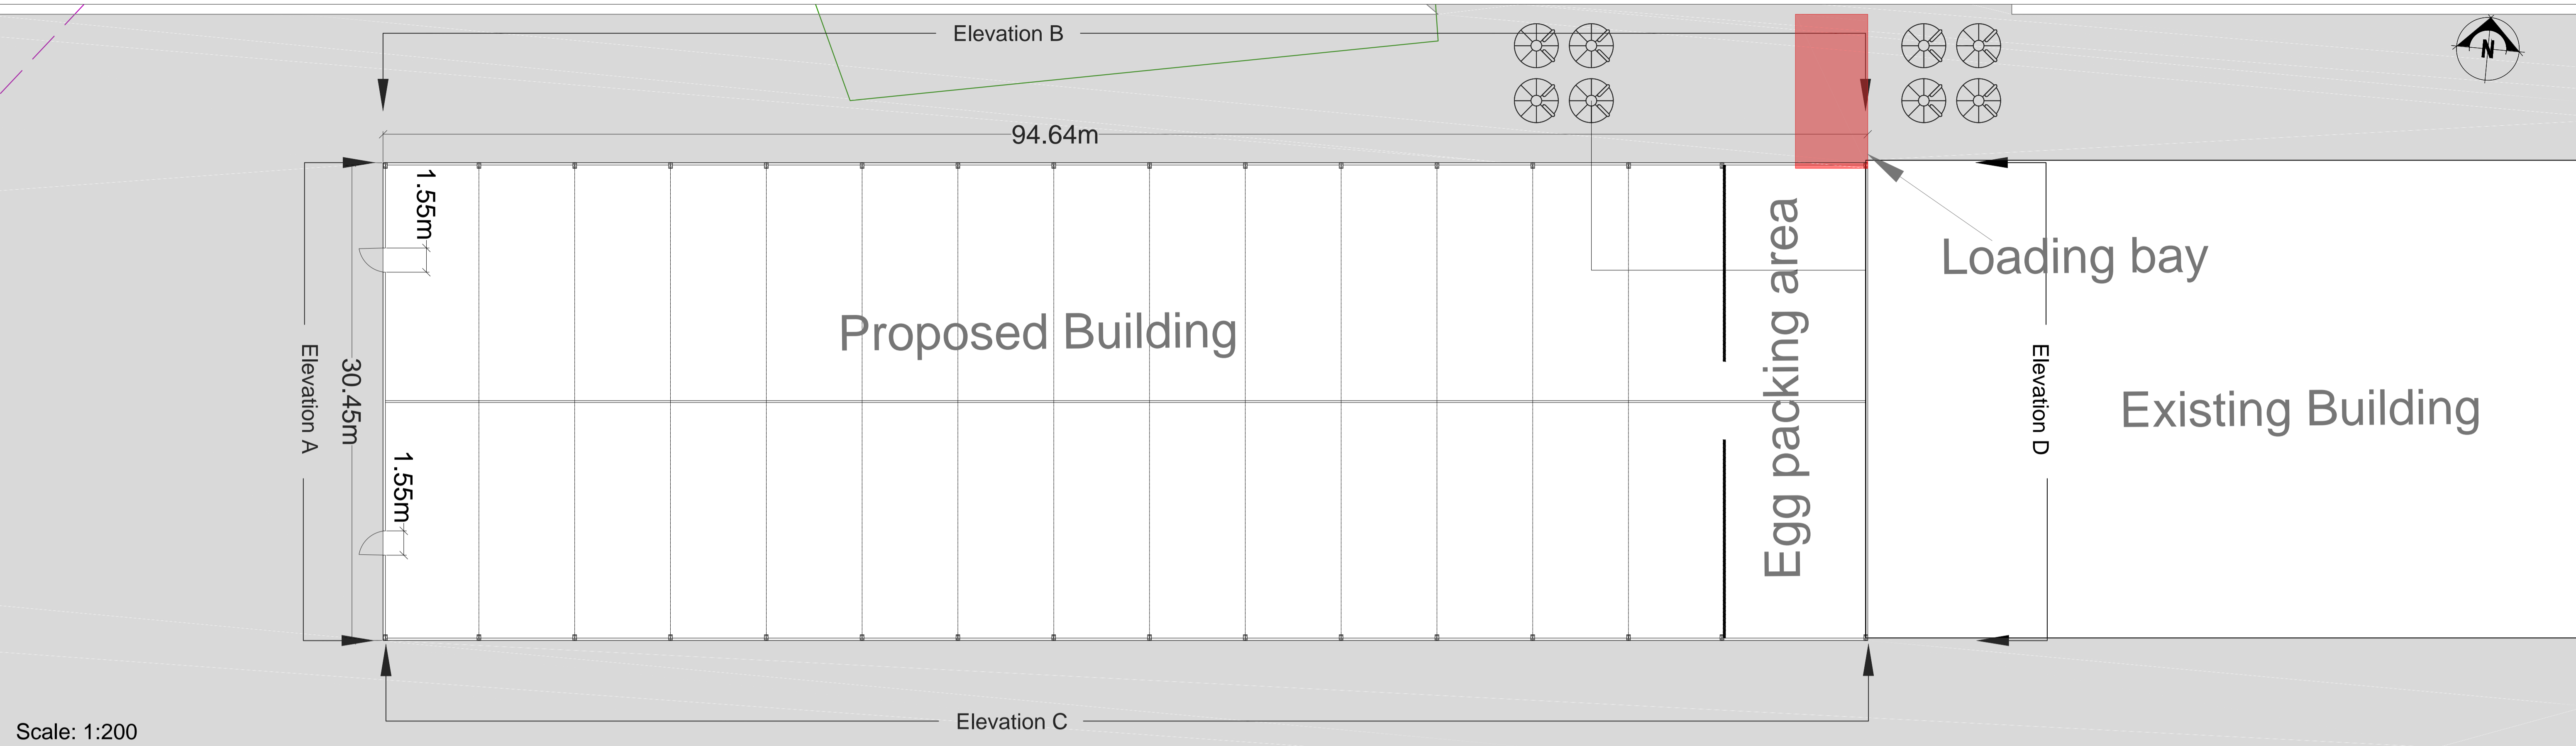 Elevation B
N
94.64m
1.55m
Loading bay
Proposed Building
Egg packing area
Elevation A
30.45m
Elevation D
Existing Building
1.55m
Elevation C
Scale: 1:200